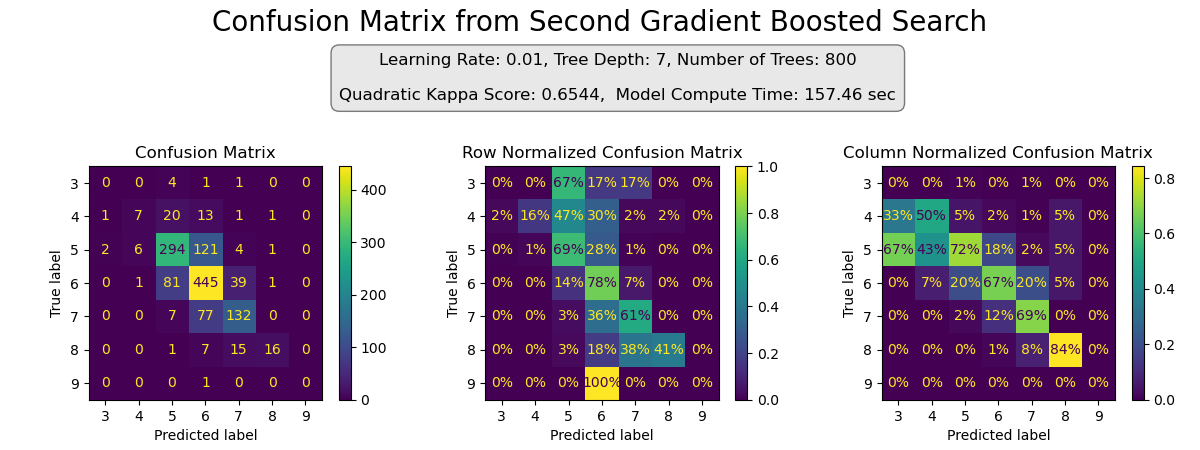 Confusion Matrix from Second Gradient Boosted Search
Learning Rate: 0.01, Tree Depth: 7, Number of Trees: 800
Quadratic Kappa Score: 0.6544,  Model Compute Time: 157.46 sec
Confusion Matrix
True label
3 0 0 4 1 1 0 0
4 1 7 20 13 1 1 0
5 2 6 294 121 4 1 0
6 0 1 81 445 39 1 0
7 0 0 7 77 132 0 0
8 0 0 1 7 15 16 0
9 0 0 0 1 0 0 0
3 4 5 6 7 8 9
Predicted label
400
300
200
100
0
Row Normalized Confusion Matrix
True label
3 0% 0% 67% 17% 17% 0% 0%
4 2% 16% 47% 30% 2% 2% 0%
5 0% 1% 69% 28% 1% 0% 0%
6 0% 0% 14% 78% 7% 0% 0%
7 0% 0% 3% 36% 61% 0% 0%
8 0% 0% 3% 18% 38% 41% 0%
9 0% 0% 0% 100% 0% 0% 0%
3 4 5 6 7 8 9
Predicted label
1.0
0.8
0.6
0.4
0.2
0.0
Column Normalized Confusion Matrix
True label
3 0% 0% 1% 0% 1% 0% 0%
4 33% 50% 5% 2% 1% 5% 0%
5 67% 43% 72% 18% 2% 5% 0%
6 0% 7% 20% 67% 20% 5% 0%
7 0% 0% 2% 12% 69% 0% 0%
8 0% 0% 0% 1% 8% 84% 0%
9 0% 0% 0% 0% 0% 0% 0%
3 4 5 6 7 8 9
Predicted label
0.8
0.6
0.4
0.2
0.0